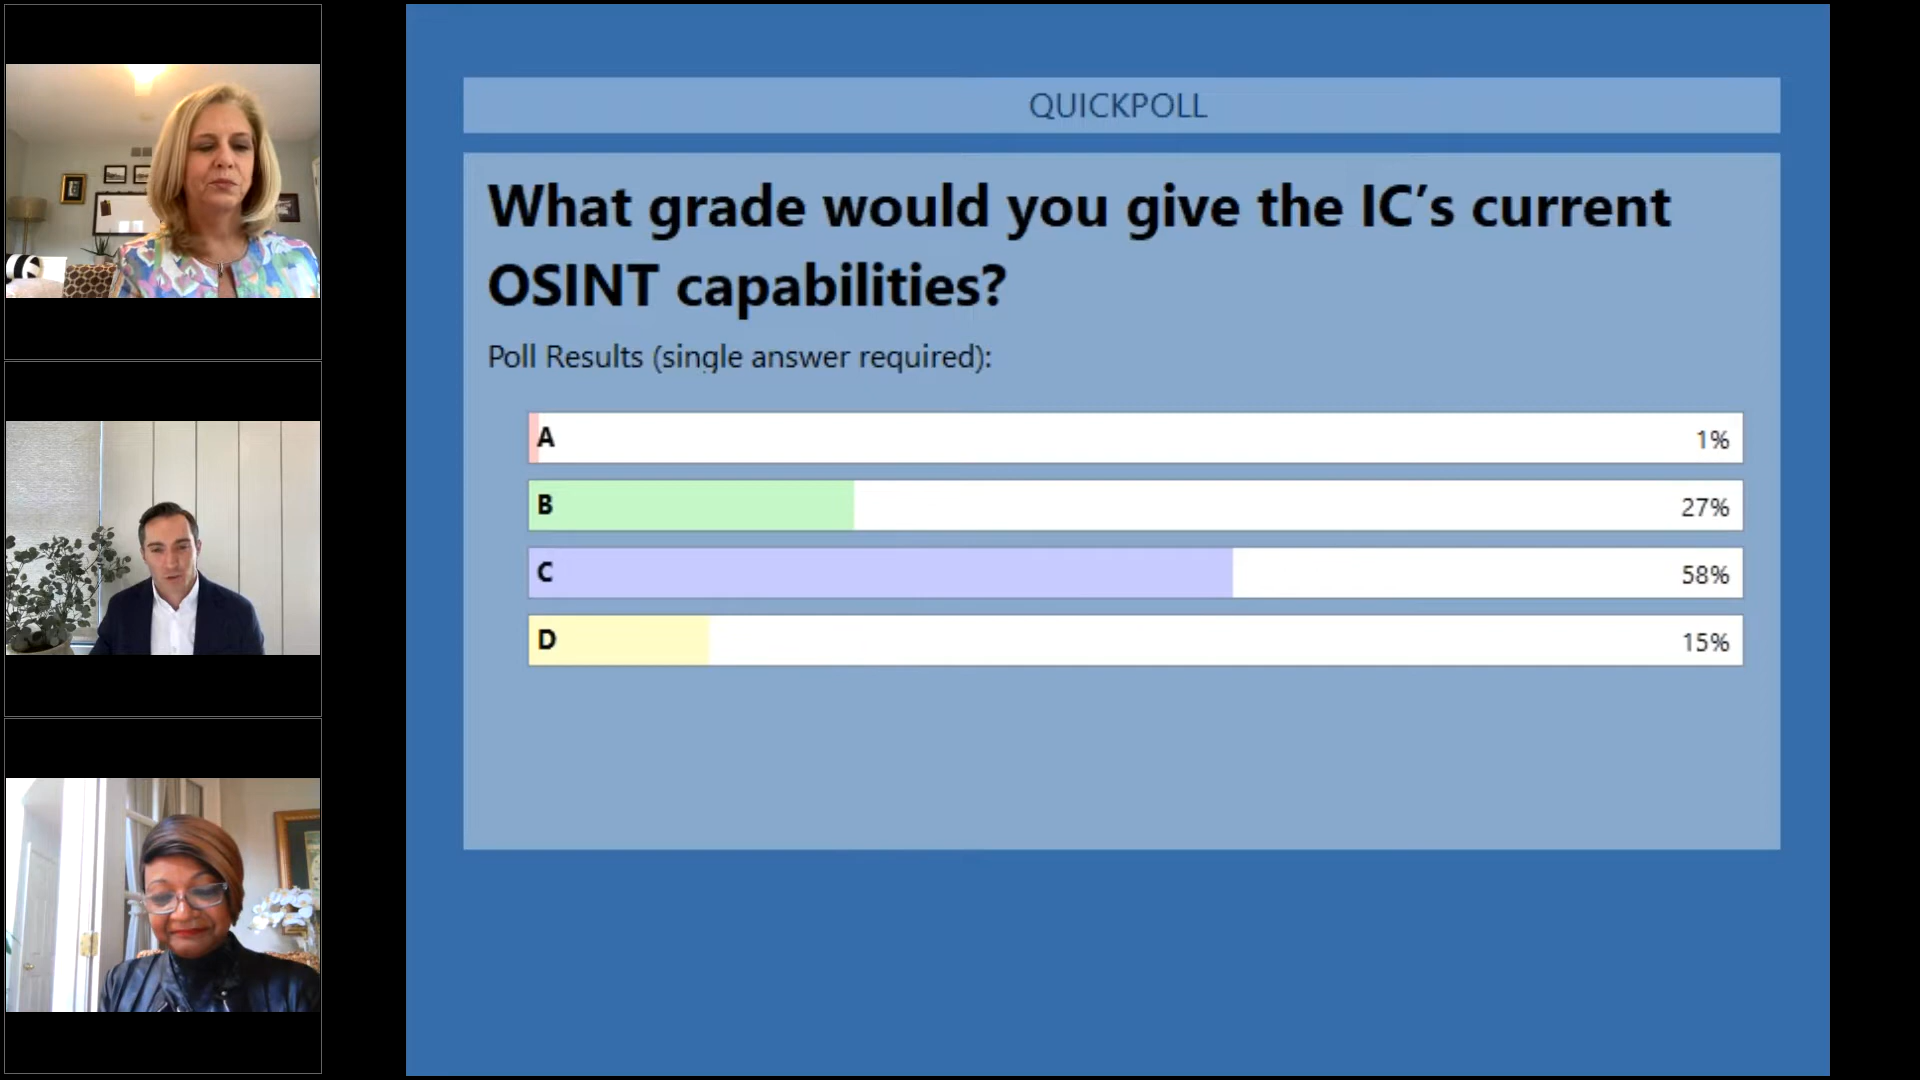 QUICKPOLL
What grade would you give the IC’s current
OSINT capabilities?
Poll Results (single answer required):
A 1%
B 27%
C 58%
D 15%